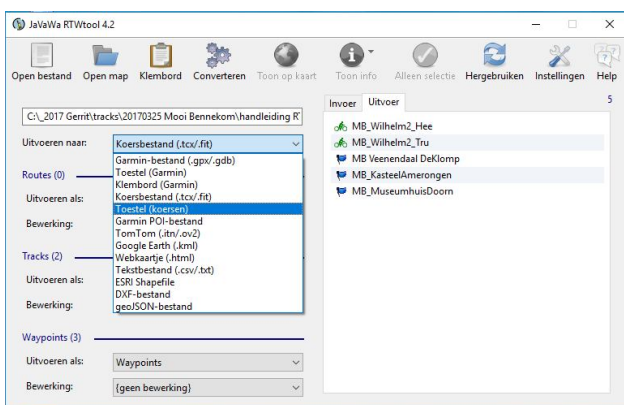 JaVaWa RTWtool 4.2
Open bestand Open map Klembord Converteren Toon op kaart Toon info Alleen selectie Hergebruiken Instellingen Help
Invoer Uitvoer 5
C:\_2017 Gerrit\tracks\20170325 Mooi Bennekom\handleiding R
Uitvoeren naar: Koersbestand (.tcx/.fit)
Garmin-bestand (.gpx/.gdb)
Toestel (Garmin)
Klembord (Garmin)
Koersbestand (.tcx/.fit)
Toestel (koersen)
Garmin POI-bestand
TomTom (.itn/.ov2)
Google Earth (.kml)
Webkaartje (.html)
Tekstbestand (.csv/.txt)
ESRI Shapefile
DXF-bestand
geoJSON-bestand
Routes (0)
Uitvoeren als:
Bewerking:
Tracks (2)
Uitvoeren als:
Bewerking:
Waypoints (3)
Uitvoeren als: Waypoints
Bewerking: {geen bewerking}
MB_Wilhelm2_Hee
MB_Wilhelm2_Tru
MB Veenendaal DeKlomp
MB_KasteelAmerongen
MB_MuseumhuisDoorn